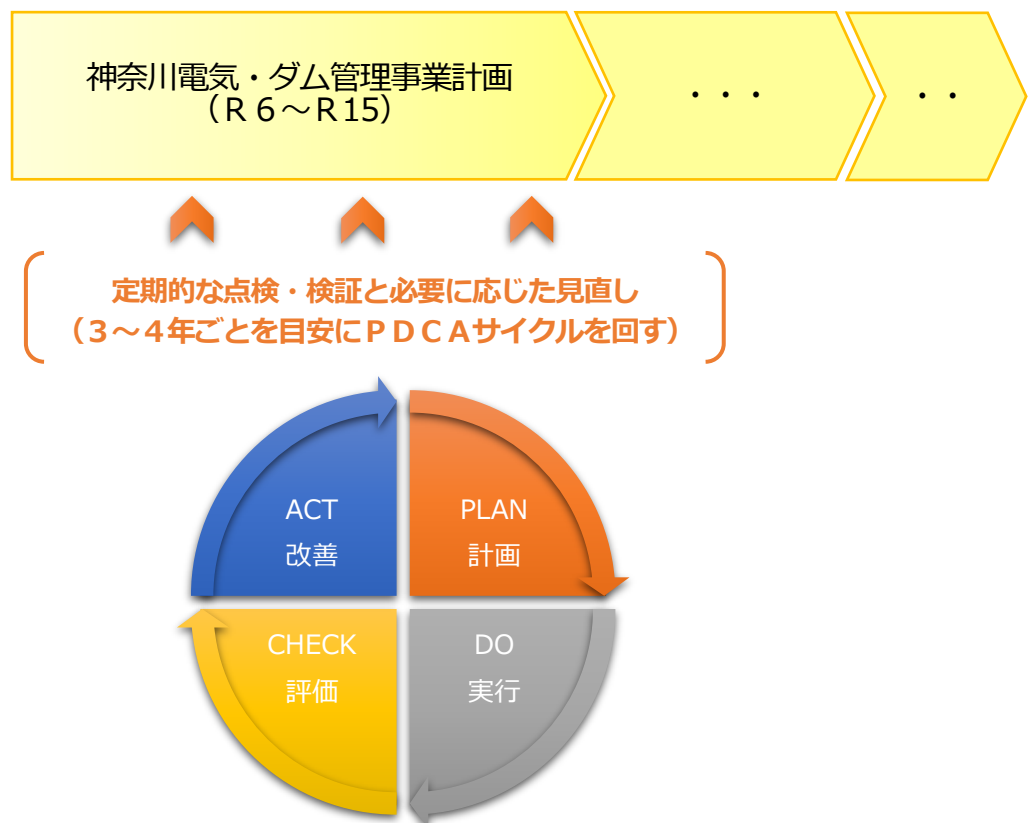 神奈川電気・ダム管理事業計画
（R６～R15）
・・・
・・
定期的な点検・検証と必要に応じた見直し
（３～４年ごとを目安にＰＤＣＡサイクルを回す）
ACT
改善
PLAN
計画
CHECK
評価
DO
実行